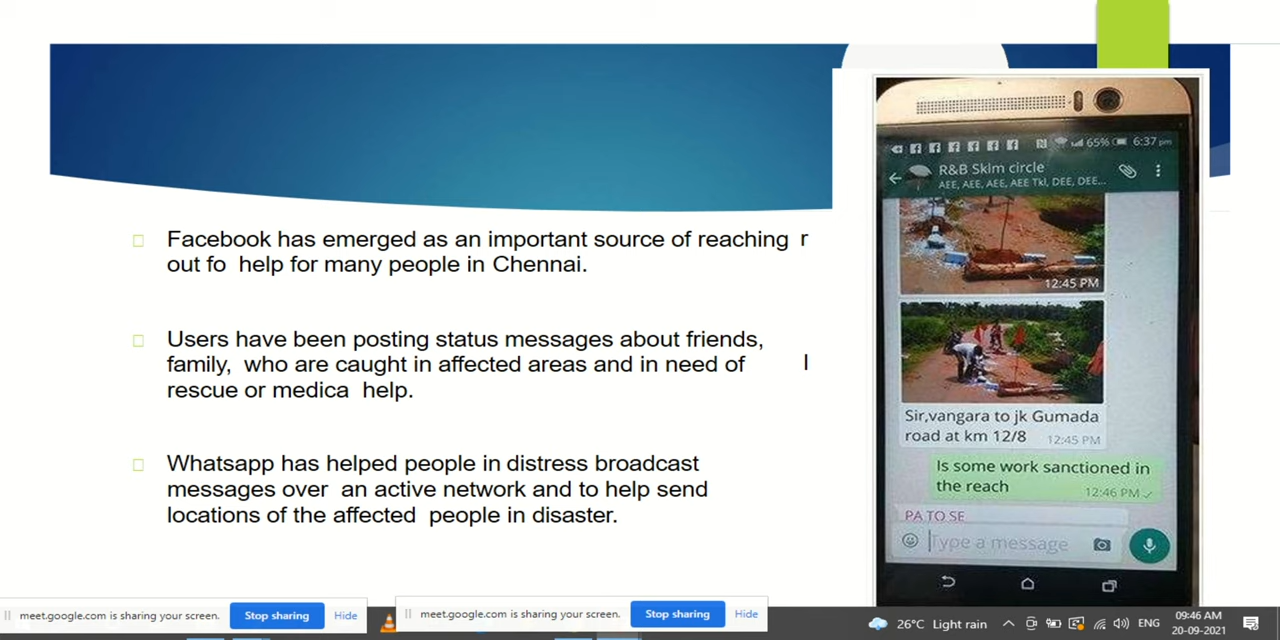 Facebook has emerged as an important source of reaching r
out fo help for many people in Chennai.
Users have been posting status messages about friends,
family, who are caught in affected areas and in need of l
rescue or medica help.
Whatsapp has helped people in distress broadcast
messages over an active network and to help send
locations of the affected people in disaster.
65% 6:37 pm
R&B Skim circle
AEE, AEE, AEE, AEE Tkl, DEE, DEE...
12:45 PM
Sir,vangara to jk Gumada
road at km 12/8 12:45 PM
Is some work sanctioned in
the reach 12:46 PM
PA TO SE
Type a message
meet.google.com is sharing your screen. Stop sharing Hide
meet.google.com is sharing your screen. Stop sharing Hide
26°C Light rain ENG 09:46 AM
20-09-2021